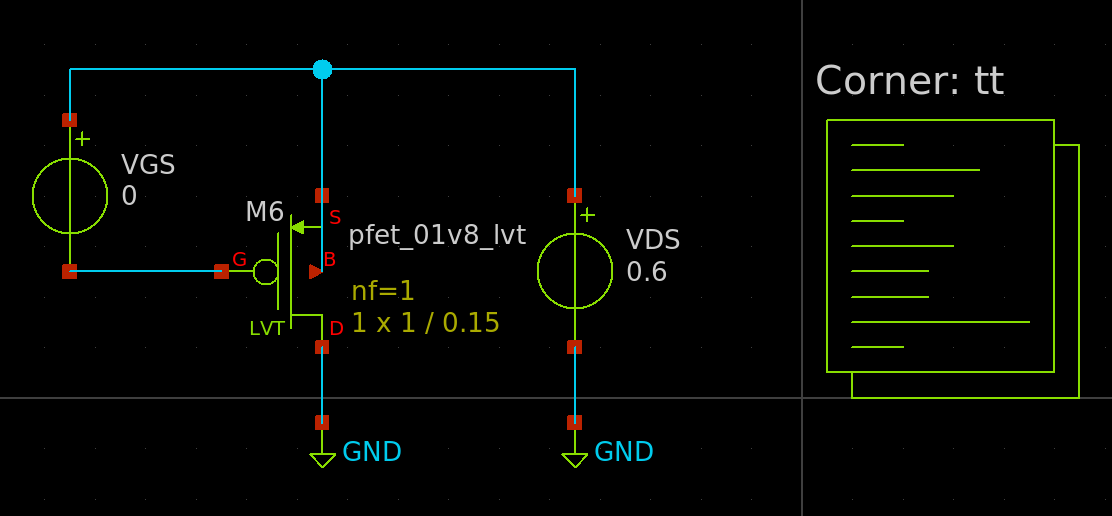 Corner: tt
+
VGS
0
M6
S
pfet_01v8_lvt
G
B
nf=1
LVT
D
1 x 1 / 0.15
+
VDS
0.6
GND
GND